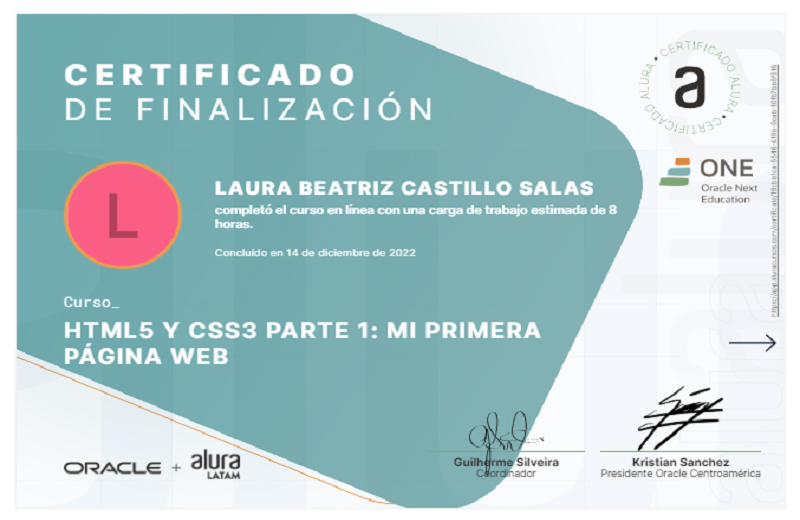 CERTIFICADO
DE FINALIZACIÓN
CERTIFICADO ALURA • CERTIFICADO ALURA •
a
ONE
Oracle Next
Education
L
LAURA BEATRIZ CASTILLO SALAS
completó el curso en línea con una carga de trabajo estimada de 8
horas.
Concluido en 14 de diciembre de 2022
Curso_
HTML5 Y CSS3 PARTE 1: MI PRIMERA
PÁGINA WEB
ORACLE + alura
LATAM
Guilherme Silveira
Coordinador
Kristian Sanchez
Presidente Oracle Centroamérica